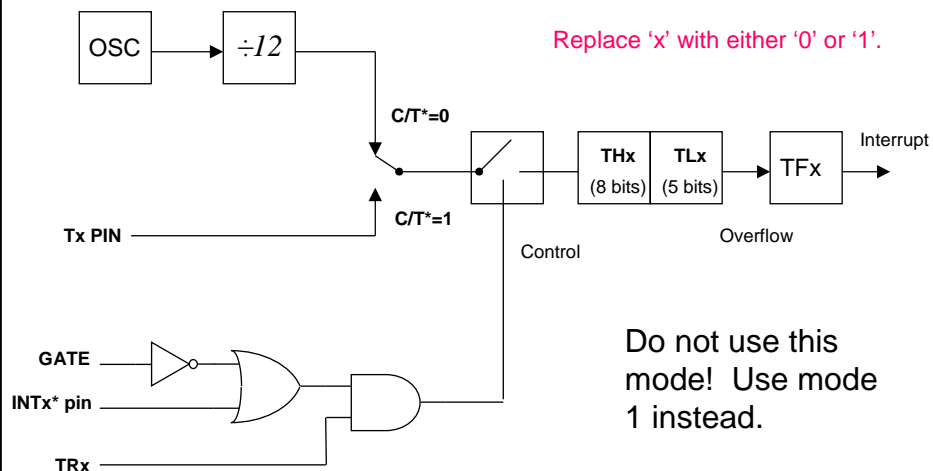 OSC
÷12
Replace ‘x’ with either ‘0’ or ‘1’.
C/T*=0
THx
(8 bits)
TLx
(5 bits)
TFx
Interrupt
C/T*=1
Tx PIN
Overflow
Control
GATE
INTx* pin
TRx
Do not use this
mode! Use mode
1 instead.